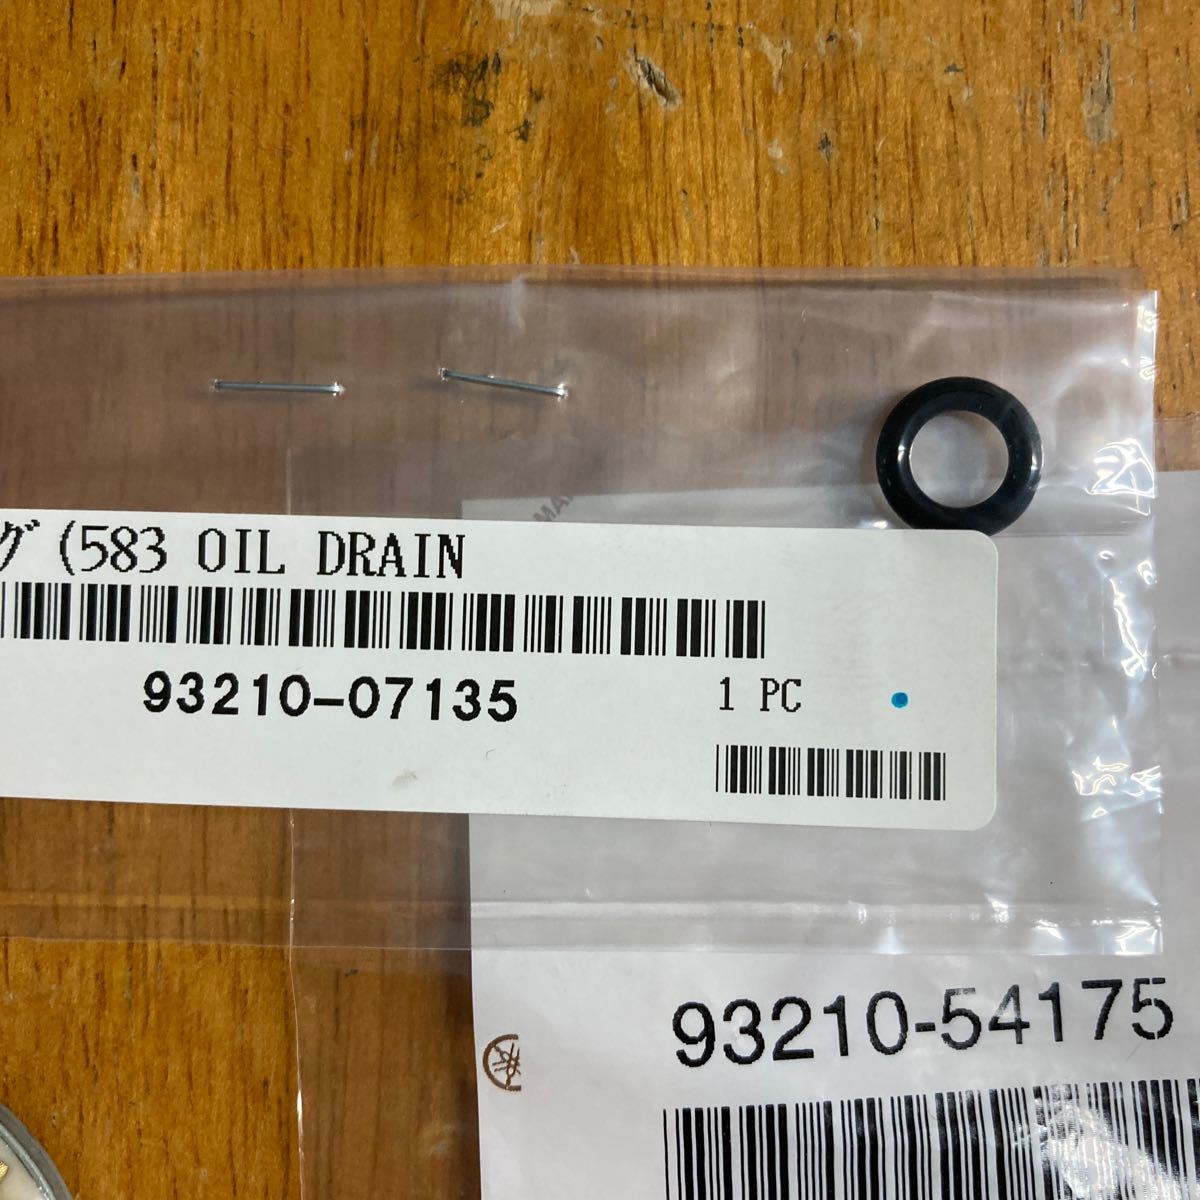 グ (583 OIL DRAIN
93210-07135
1 PC
93210-54175